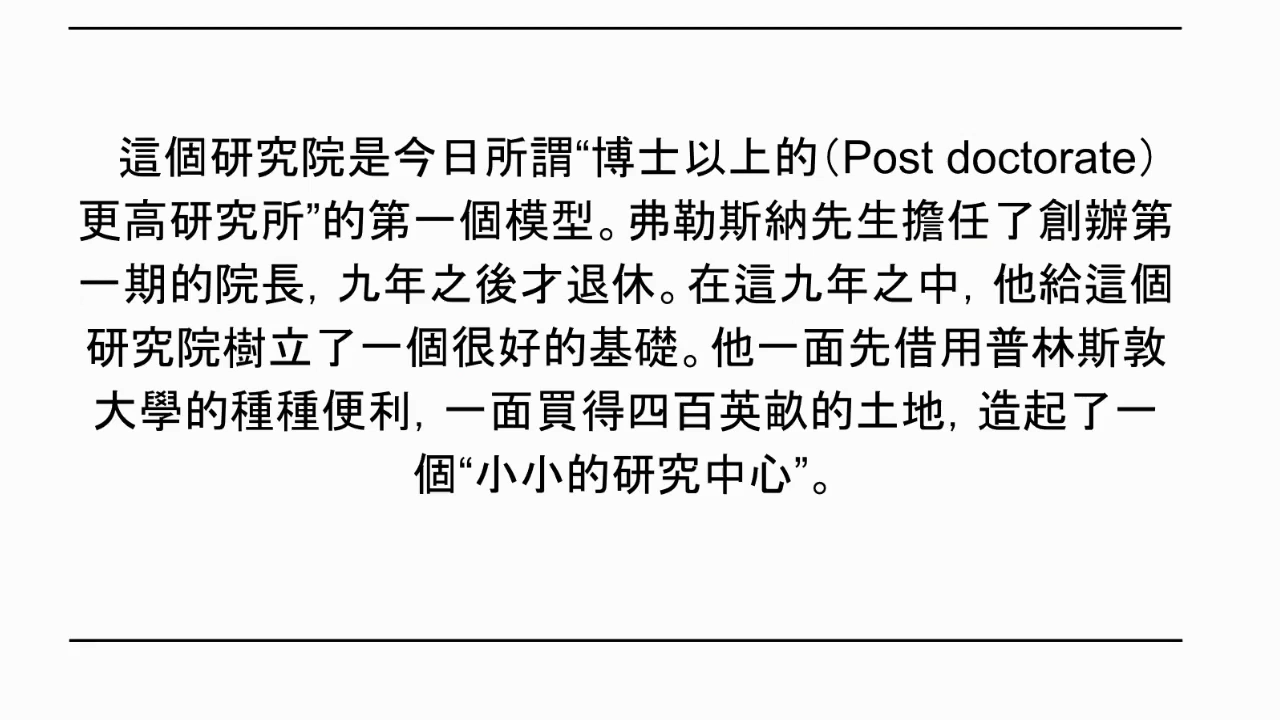 這個研究院是今日所謂“博士以上的（Post doctorate）
更高研究所”的第一個模型。弗勒斯納先生擔任了創辦第
一期的院長，九年之後才退休。在這九年之中，他給這個
研究院樹立了一個很好的基礎。他一面先借用普林斯敦
大學的種種便利，一面買得四百英畝的土地，造起了一
個“小小的研究中心”。